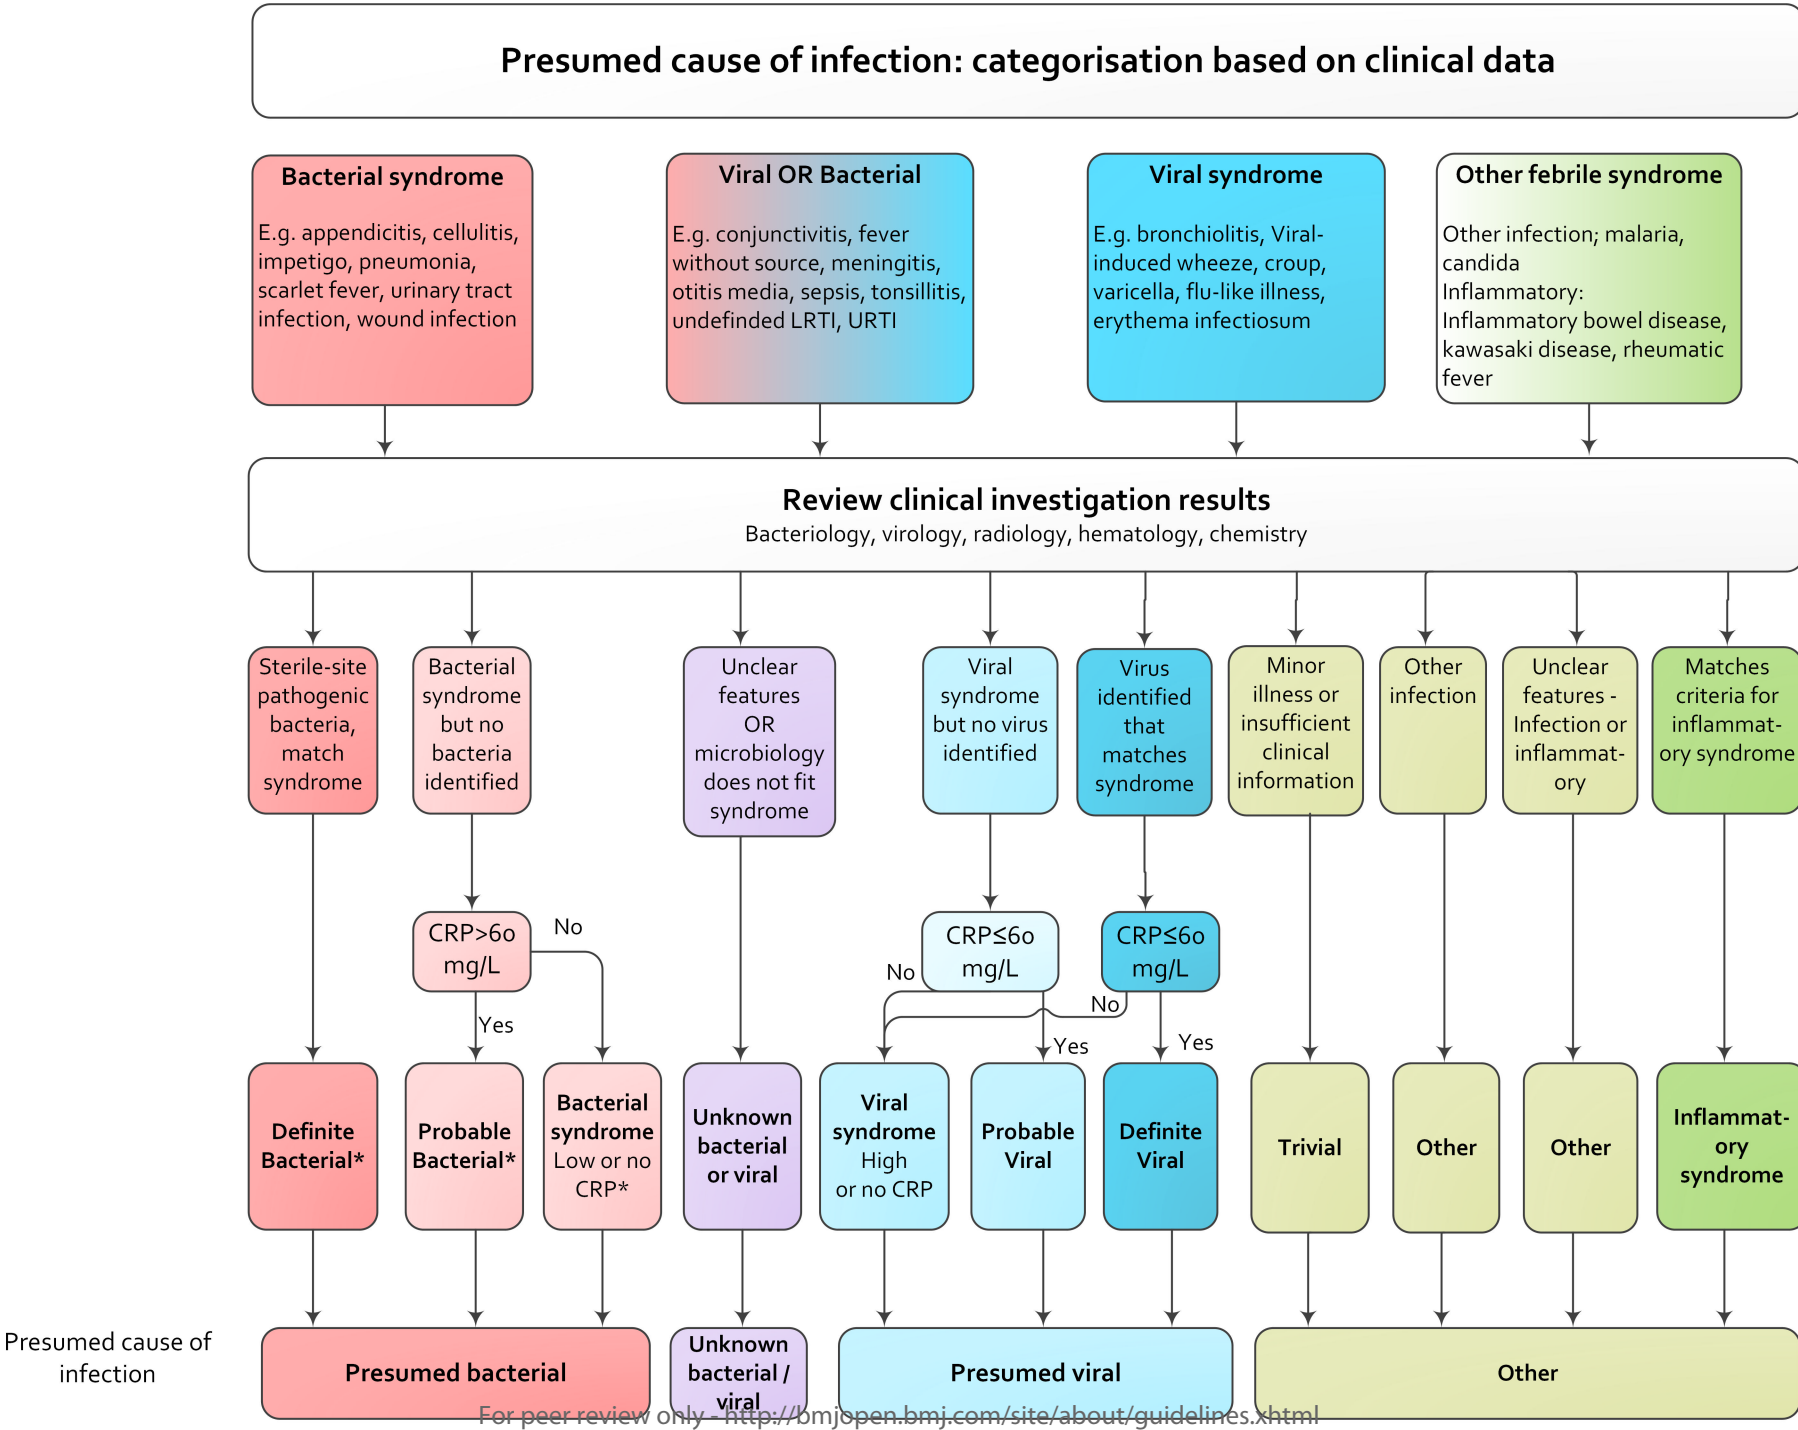 Presumed cause of infection: categorisation based on clinical data
Bacterial syndrome
E.g. appendicitis, cellulitis,
impetigo, pneumonia,
scarlet fever, urinary tract
infection, wound infection
Viral OR Bacterial
E.g. conjunctivitis, fever
without source, meningitis,
otitis media, sepsis, tonsillitis,
undefinded LRTI, URTI
Viral syndrome
E.g. bronchiolitis, Viral-
induced wheeze, croup,
varicella, flu-like illness,
erythema infectiosum
Other febrile syndrome
Other infection; malaria,
candida
Inflammatory:
Inflammatory bowel disease,
kawasaki disease, rheumatic
fever
Review clinical investigation results
Bacteriology, virology, radiology, hematology, chemistry
Sterile-site
pathogenic
bacteria,
match
syndrome
Bacterial
syndrome
but no
bacteria
identified
Unclear
features
OR
microbiology
does not fit
syndrome
Viral
syndrome
but no virus
identified
Virus
identified
that
matches
syndrome
Minor
illness or
insufficient
clinical
information
Other
infection
Unclear
features -
Infection or
inflammat-
ory
Matches
criteria for
inflammat-
ory syndrome
CRP>60
mg/L
No
Yes
CRP≤60
mg/L
No
Yes
CRP≤60
mg/L
No
Yes
Definite
Bacterial*
Probable
Bacterial*
Bacterial
syndrome
Low or no
CRP*
Unknown
bacterial
or viral
Viral
syndrome
High
or no CRP
Probable
Viral
Definite
Viral
Trivial
Other
Other
Inflammat-
ory
syndrome
Presumed cause of
infection
Presumed bacterial
Unknown
bacterial /
viral
Presumed viral
Other
For peer review only - http://bmjopen.bmj.com/site/about/guidelines.xhtml